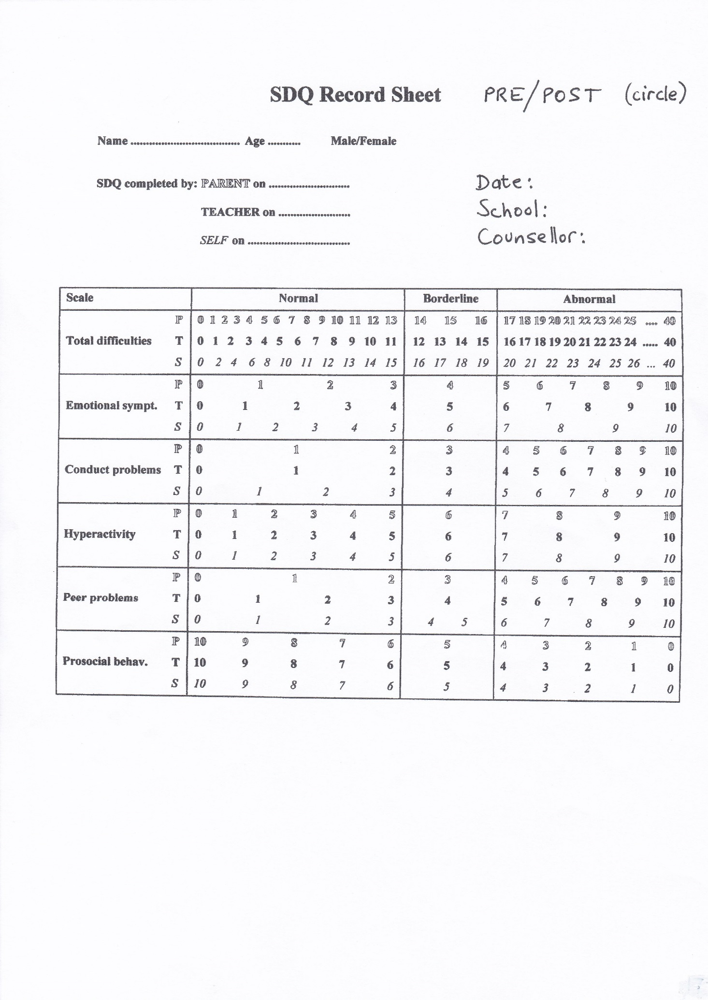 SDQ Record Sheet PRE/POST (circle)
Name .................................... Age ........... Male/Female
SDQ completed by: PARENT on ..........................
Date:
TEACHER on .......................
School:
SELF on .................................
Counsellor:
Scale Normal Borderline Abnormal
P 0 1 2 3 4 5 6 7 8 9 10 11 12 13 14 15 16 17 18 19 20 21 22 23 24 25 .... 40
Total difficulties T 0 1 2 3 4 5 6 7 8 9 10 11 12 13 14 15 16 17 18 19 20 21 22 23 24 ..... 40
S 0 2 4 6 8 10 11 12 13 14 15 16 17 18 19 20 21 22 23 24 25 26 ... 40
P 0 1 2 3 4 5 6 7 8 9 10
Emotional sympt. T 0 1 2 3 4 5 6 7 8 9 10
S 0 1 2 3 4 5 6 7 8 9 10
P 0 1 2 3 4 5 6 7 8 9 10
Conduct problems T 0 1 2 3 4 5 6 7 8 9 10
S 0 1 2 3 4 5 6 7 8 9 10
P 0 1 2 3 4 5 6 7 8 9 10
Hyperactivity T 0 1 2 3 4 5 6 7 8 9 10
S 0 1 2 3 4 5 6 7 8 9 10
P 0 1 2 3 4 5 6 7 8 9 10
Peer problems T 0 1 2 3 4 5 6 7 8 9 10
S 0 1 2 3 4 5 6 7 8 9 10
P 10 9 8 7 6 5 4 3 2 1 0
Prosocial behav. T 10 9 8 7 6 5 4 3 2 1 0
S 10 9 8 7 6 5 4 3 2 1 0